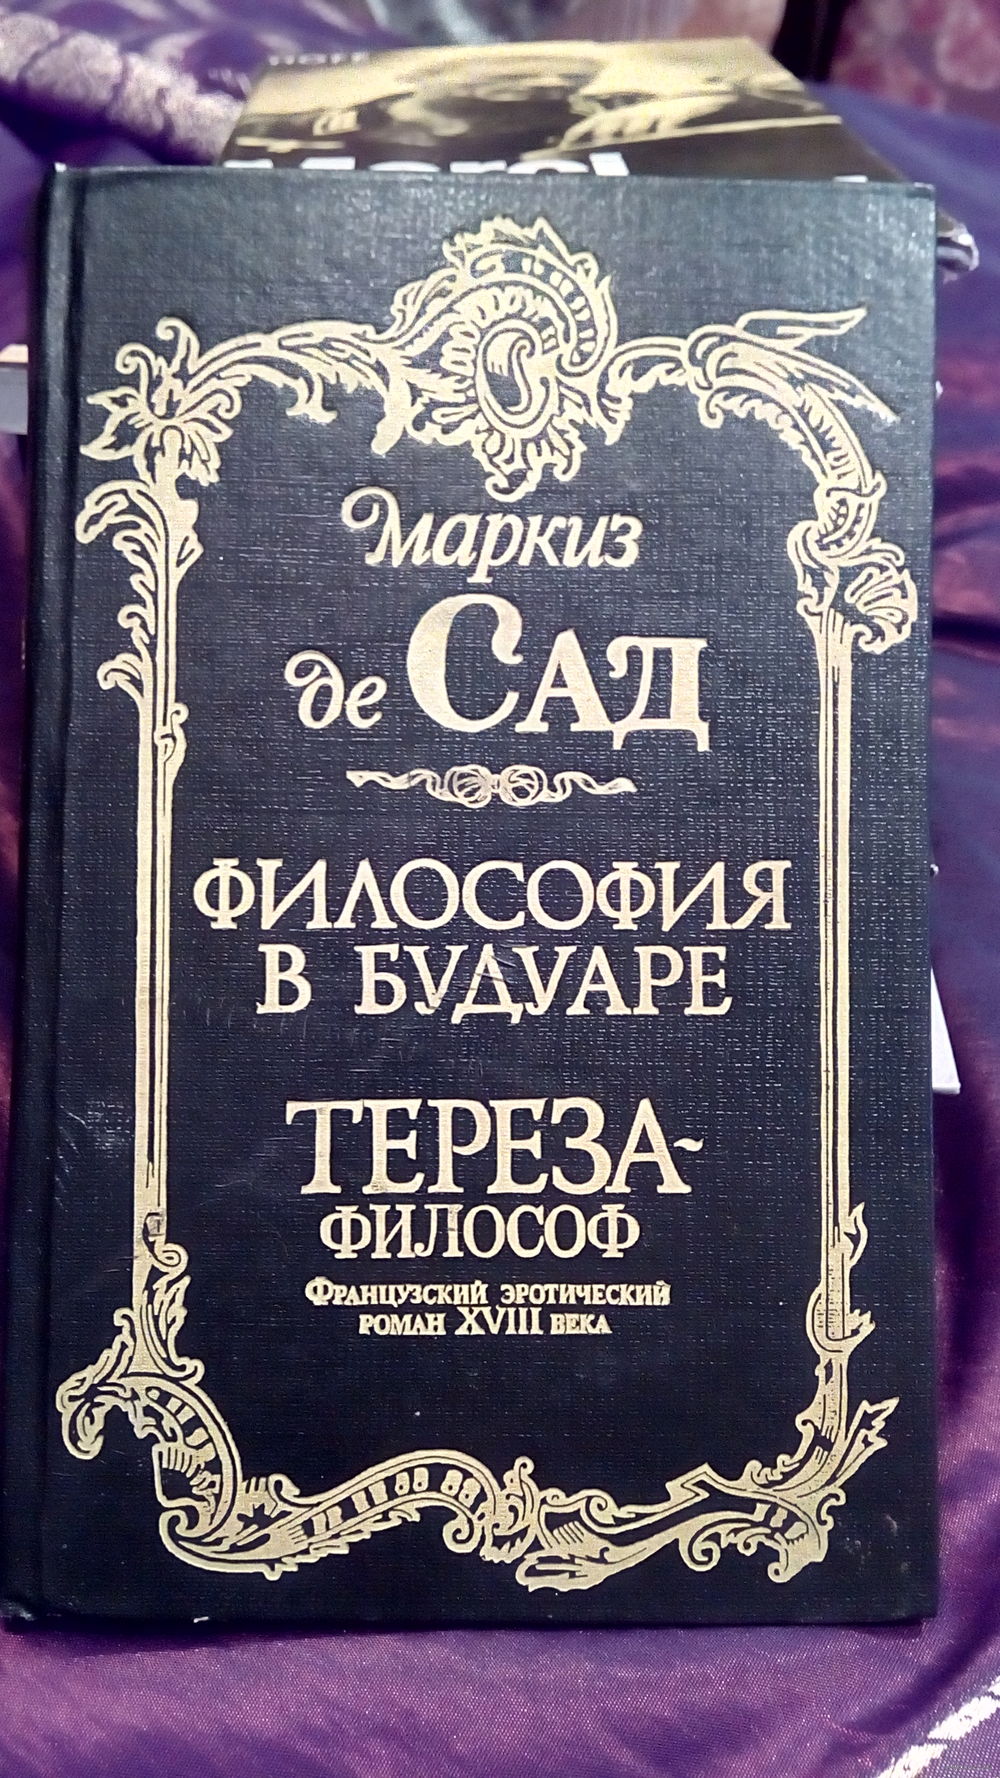 Маркиз
де САД
ФИЛОСОФИЯ
В БУДУАРЕ
ТЕРЕЗА-
ФИЛОСОФ
ФРАНЦУЗСКИЙ ЭРОТИЧЕСКИЙ
РОМАН XVIII ВЕКА